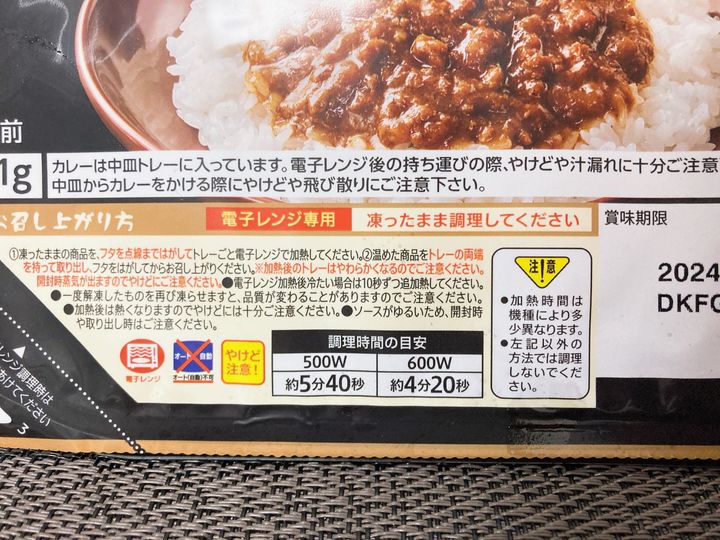 前
1g
カレーは中皿トレーに入っています。電子レンジ後の持ち運びの際、やけどや汁漏れに十分ご注意
中皿からカレーをかける際にやけどや飛び散りにご注意下さい。
お召し上がり方
電子レンジ専用
凍ったまま調理してください
賞味期限
①凍ったままの商品を、フタを点線まではがしてトレーごと電子レンジで加熱してください。②温めた商品をトレーの両端
を持って取り出し、フタをはがしてからお召し上がりください。※加熱後のトレーはやわらかくなるのでご注意ください。
開封時蒸気が出ますのでやけどにご注意ください。●電子レンジ加熱後冷たい場合は10秒ずつ追加熱してください。
●一度解凍したものを再び凍らせますと、品質が変わることがありますのでご注意ください。
●加熱後は熱くなりますのでやけどには十分ご注意ください。●ソースがゆるいため、開封時
や取り出し時はご注意ください。
電子レンジ
オート 自動
オート(自動)不可
やけど
注意!
調理時間の目安
500W 600W
約5分40秒 約4分20秒
注意
●加熱時間は
機種により多
少異なります。
●左記以外の
方法では調理
しないでくだ
さい。
2024
DKFC
レンジ調理時は
あけてください
3